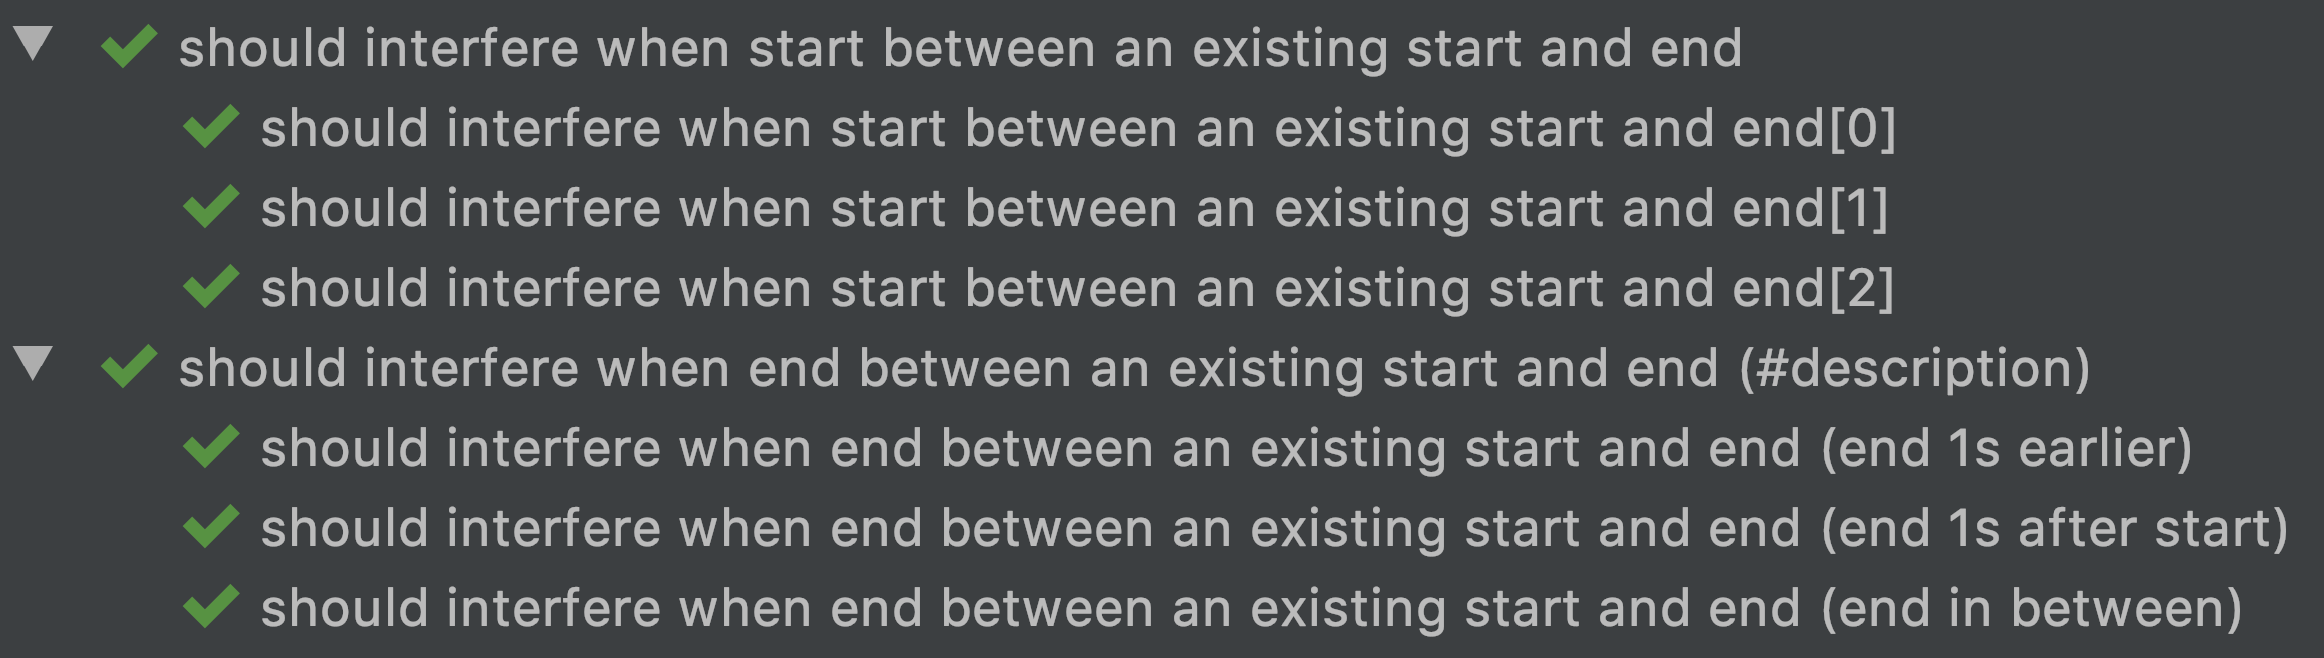 should interfere when start between an existing start and end
should interfere when start between an existing start and end[0]
should interfere when start between an existing start and end[1]
should interfere when start between an existing start and end[2]
should interfere when end between an existing start and end (#description)
should interfere when end between an existing start and end (end 1s earlier)
should interfere when end between an existing start and end (end 1s after start)
should interfere when end between an existing start and end (end in between)